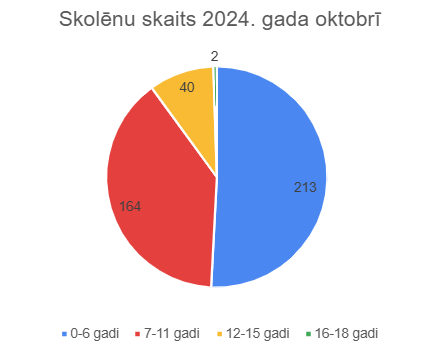 Skolēnu skaits 2024. gada oktobrī
2
40
213
164
0-6 gadi 7-11 gadi 12-15 gadi 16-18 gadi